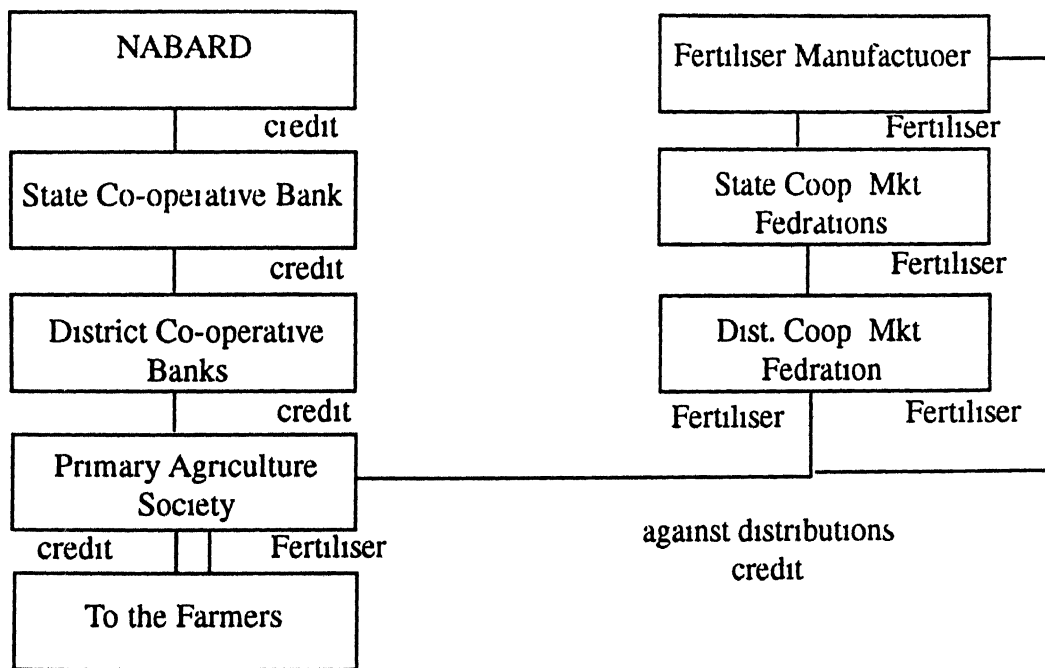 NABARD
credit
State Co-operative Bank
credit
District Co-operative
Banks
credit
Primary Agriculture
Society
credit
Fertiliser
To the Farmers
Fertiliser Manufactuoer
Fertiliser
State Coop Mkt
Fedrations
Fertiliser
Dist. Coop Mkt
Fedration
Fertiliser
Fertiliser
against distributions
credit